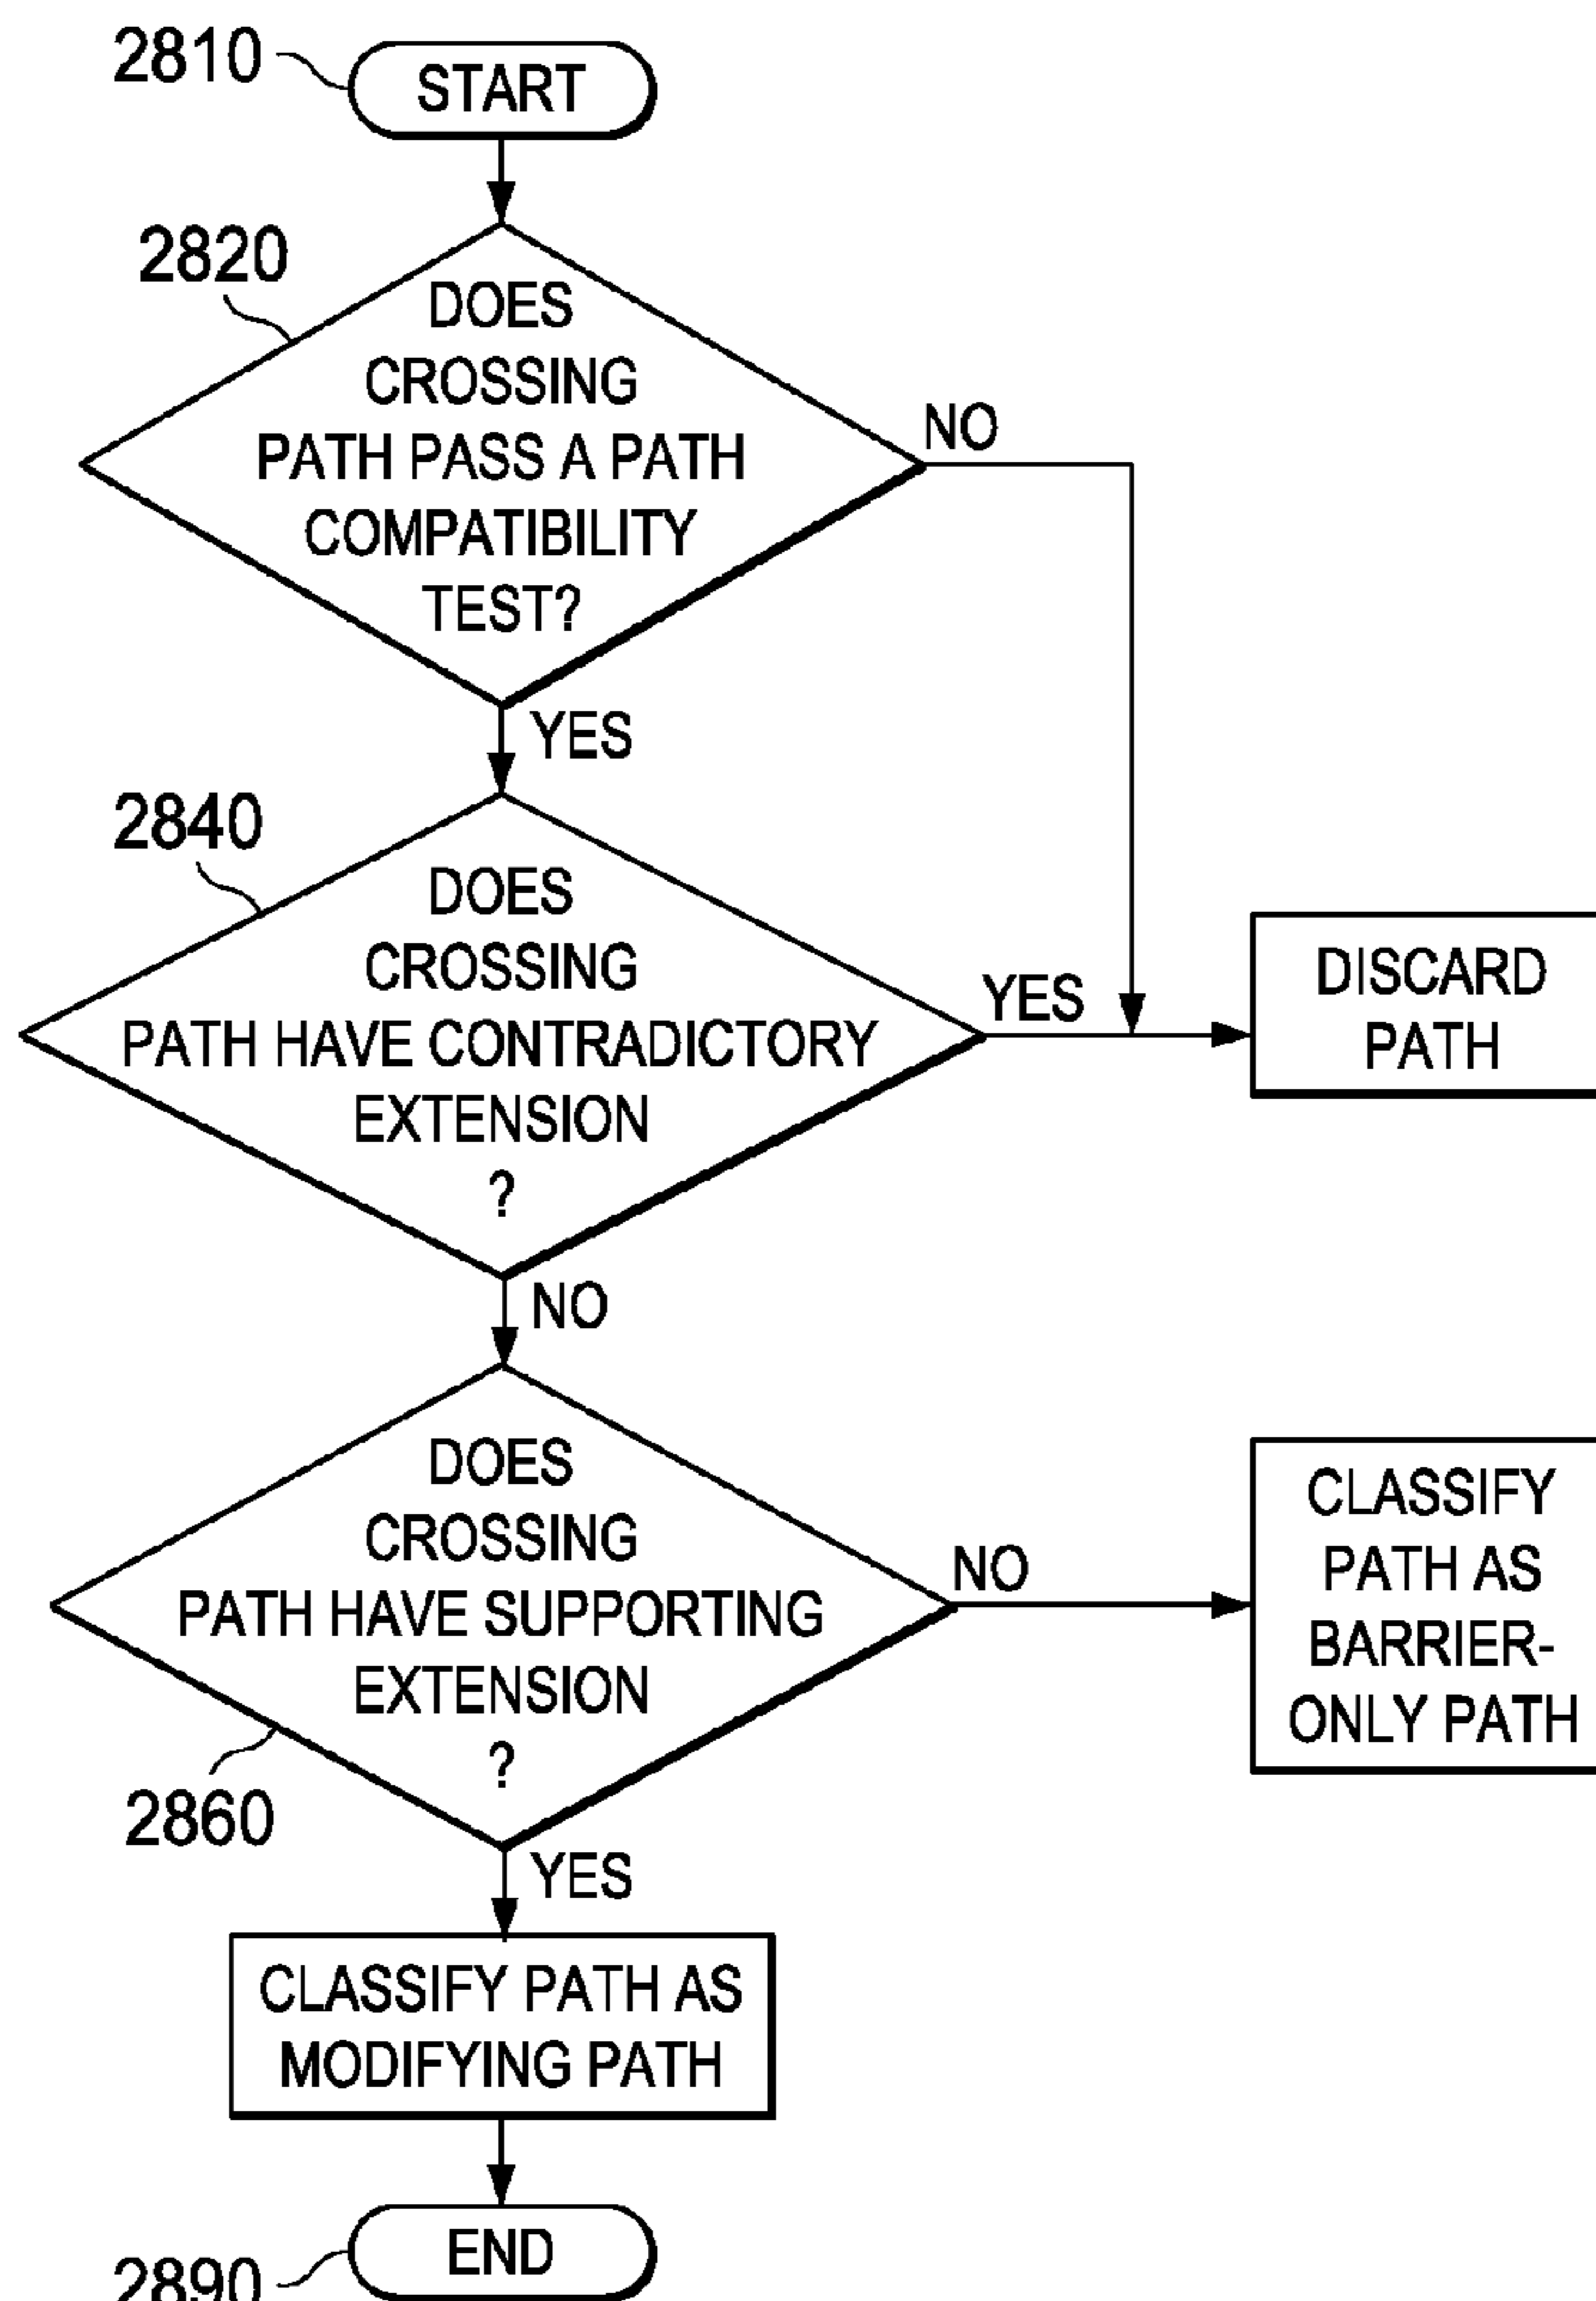 2810
START
2820
DOES
CROSSING
PATH PASS A PATH
COMPATIBILITY
TEST?
NO
YES
2840
DOES
CROSSING
PATH HAVE CONTRADICTORY
EXTENSION
?
YES
DISCARD
PATH
NO
DOES
CROSSING
PATH HAVE SUPPORTING
EXTENSION
?
2860
NO
CLASSIFY
PATH AS
BARRIER-
ONLY PATH
YES
CLASSIFY PATH AS
MODIFYING PATH
END
2890